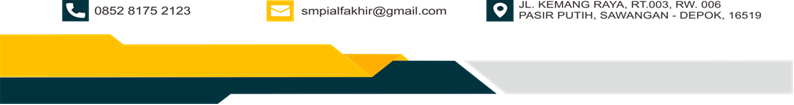 0852 8175 2123
smpialfakhir@gmail.com
JL. KEMANG RAYA, RT.003, RW. 006
PASIR PUTIH, SAWANGAN - DEPOK, 16519